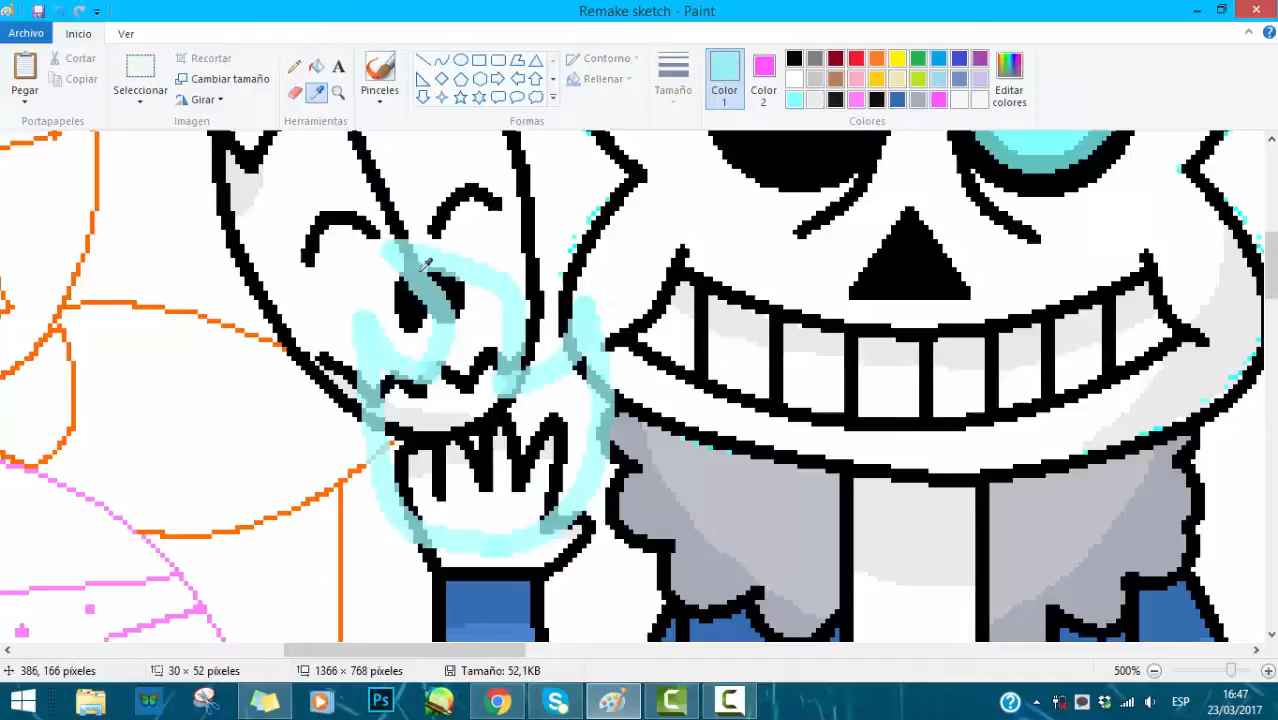 Remake sketch - Paint
Archivo Inicio Ver
Pegar
Cortar
Copiar
Portapapeles
Seleccionar
Recortar
Cambiar tamaño
Girar
Imagen
A
Herramientas
Pinceles
Contorno
Rellenar
Formas
Tamaño
Color 1
Color 2
Editar colores
Colores
386, 166 píxeles 30 × 52 píxeles 1366 × 768 píxeles Tamaño: 52,1KB 500%
Ps ESP 16:47
23/03/2017